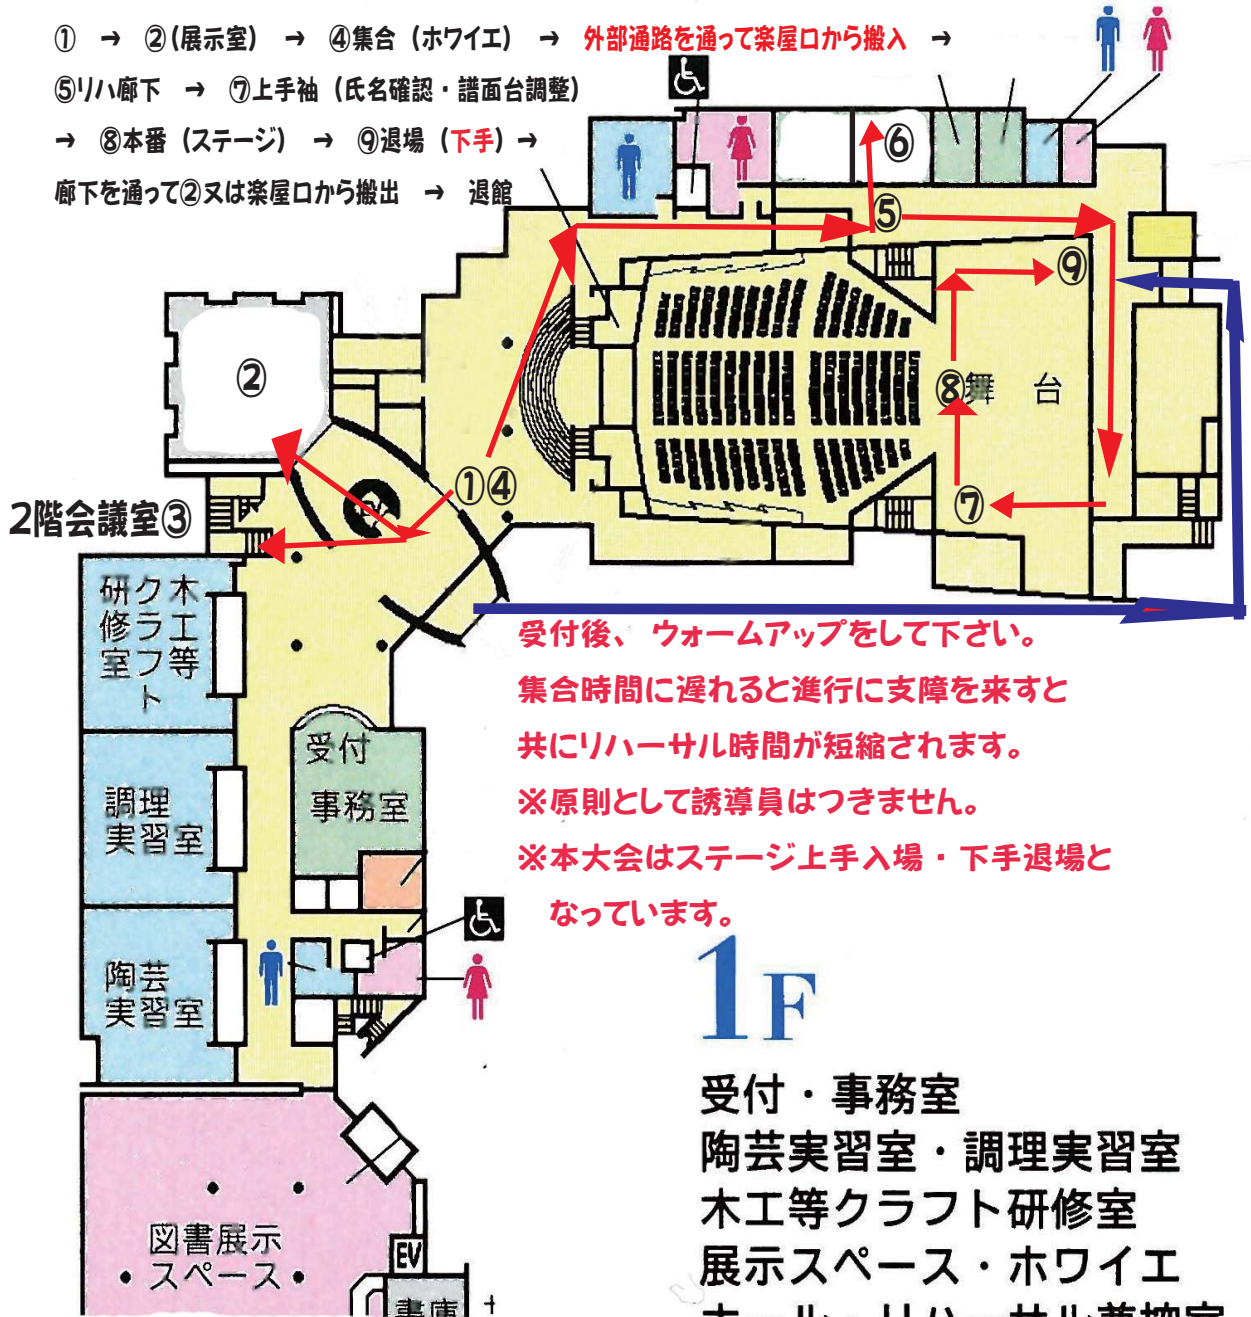 ① → ②(展示室) → ④集合（ホワイエ） → 外部通路を通って楽屋口から搬入 →
⑤リハ廊下 → ⑦上手袖（氏名確認・譜面台調整）
→ ⑧本番（ステージ） → ⑨退場（下手）→
廊下を通って②又は楽屋口から搬出 → 退館
⑥
⑤
⑨
②
⑧舞 台
①④
⑦
2階会議室③
木工等
クラフト
研修室
受付後、ウォームアップをして下さい。
集合時間に遅れると進行に支障を来すと
共にリハーサル時間が短縮されます。
※原則として誘導員はつきません。
※本大会はステージ上手入場・下手退場と
なっています。
受付
事務室
調理
実習室
陶芸
実習室
1F
受付・事務室
陶芸実習室・調理実習室
木工等クラフト研修室
展示スペース・ホワイエ
図書展示
スペース
EV
書庫